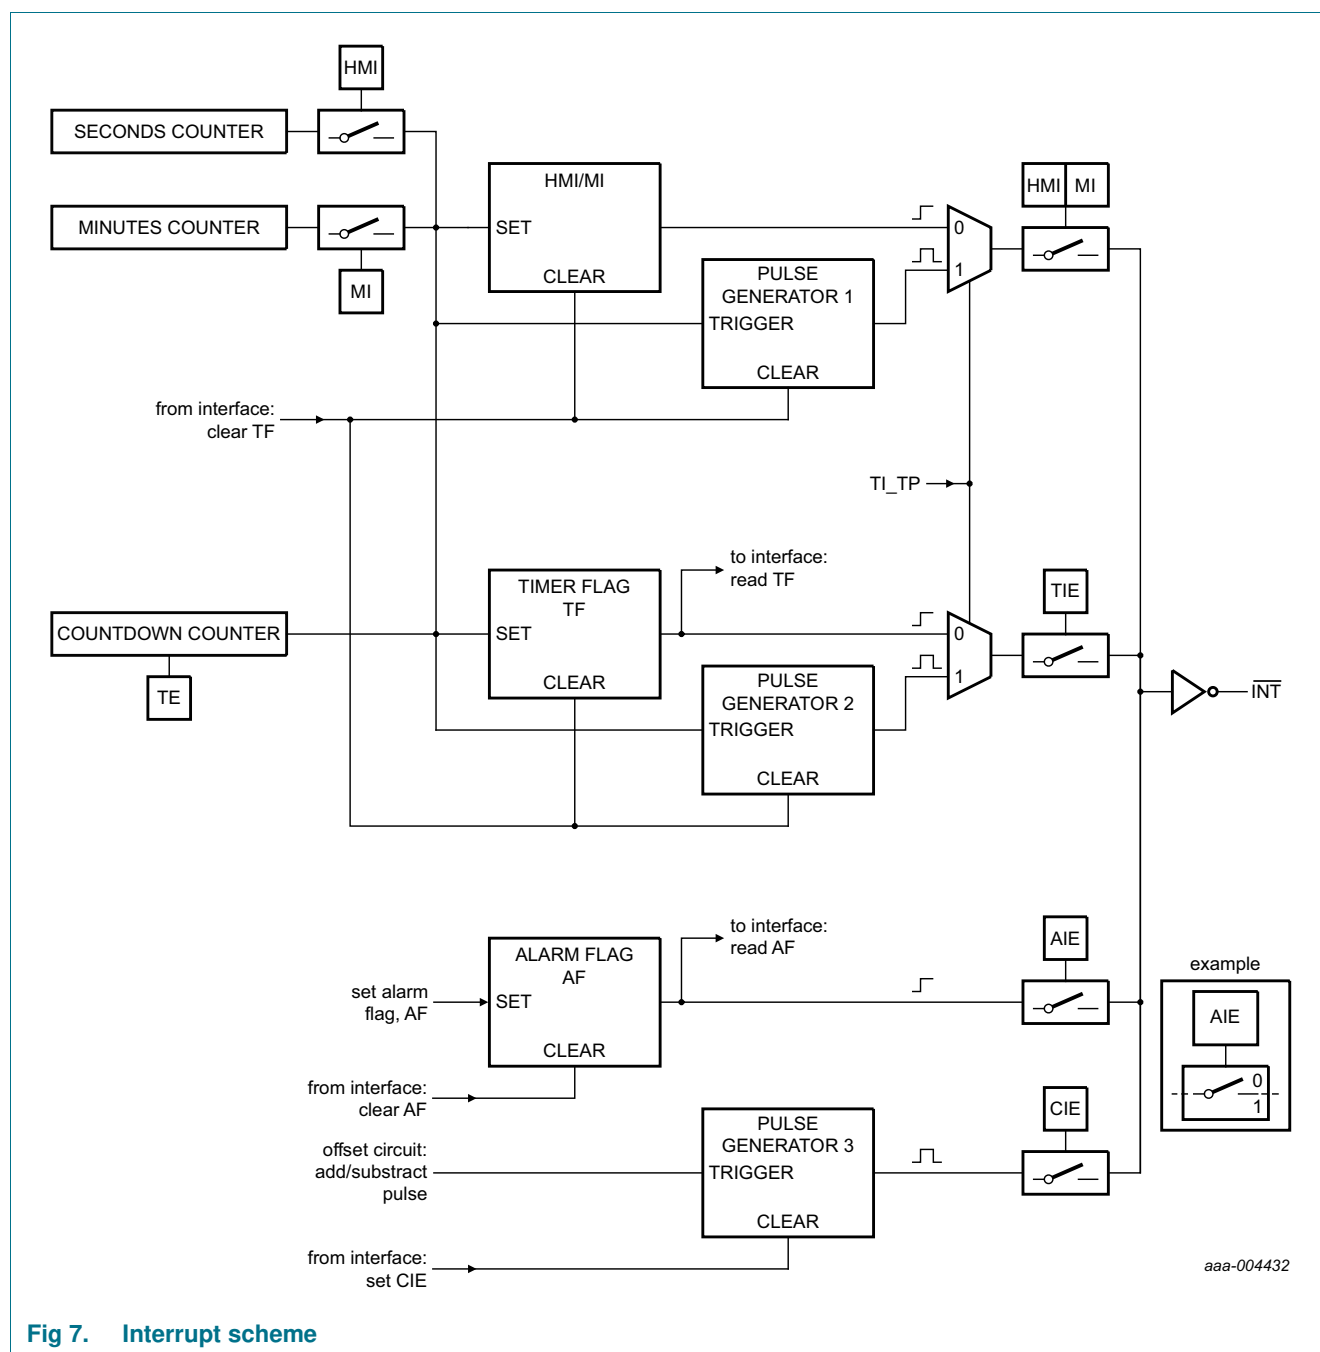 HMI
SECONDS COUNTER
HMI/MI
HMI MI
MINUTES COUNTER
SET
0
CLEAR
PULSE
GENERATOR 1
1
MI
TRIGGER
CLEAR
from interface:
clear TF
TI_TP
to interface:
read TF
TIMER FLAG
TF
TIE
COUNTDOWN COUNTER
SET
0
CLEAR
PULSE
GENERATOR 2
1
TE
INT
TRIGGER
CLEAR
to interface:
read AF
AIE
ALARM FLAG
AF
example
set alarm
flag, AF
SET
AIE
CLEAR
0
1
from interface:
clear AF
CIE
PULSE
GENERATOR 3
offset circuit:
add/substract
pulse
TRIGGER
CLEAR
from interface:
set CIE
aaa-004432
Fig 7. Interrupt scheme